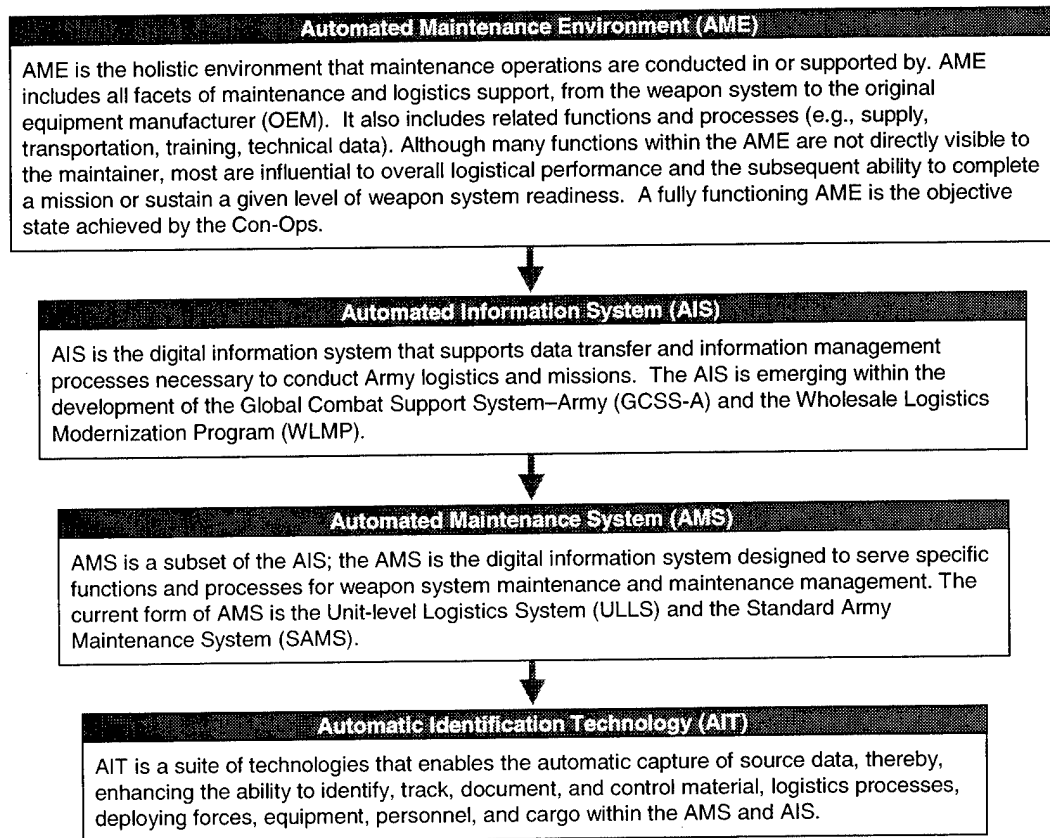 Automated Maintenance Environment (AME)
AME is the holistic environment that maintenance operations are conducted in or supported by. AME
includes all facets of maintenance and logistics support, from the weapon system to the original
equipment manufacturer (OEM). It also includes related functions and processes (e.g., supply,
transportation, training, technical data). Although many functions within the AME are not directly visible to
the maintainer, most are influential to overall logistical performance and the subsequent ability to complete
a mission or sustain a given level of weapon system readiness. A fully functioning AME is the objective
state achieved by the Con-Ops.
Automated Information System (AIS)
AIS is the digital information system that supports data transfer and information management
processes necessary to conduct Army logistics and missions. The AIS is emerging within the
development of the Global Combat Support System–Army (GCSS-A) and the Wholesale Logistics
Modernization Program (WLMP).
Automated Maintenance System (AMS)
AMS is a subset of the AIS; the AMS is the digital information system designed to serve specific
functions and processes for weapon system maintenance and maintenance management. The
current form of AMS is the Unit-level Logistics System (ULLS) and the Standard Army
Maintenance System (SAMS).
Automatic Identification Technology (AIT)
AIT is a suite of technologies that enables the automatic capture of source data, thereby,
enhancing the ability to identify, track, document, and control material, logistics processes,
deploying forces, equipment, personnel, and cargo within the AMS and AIS.